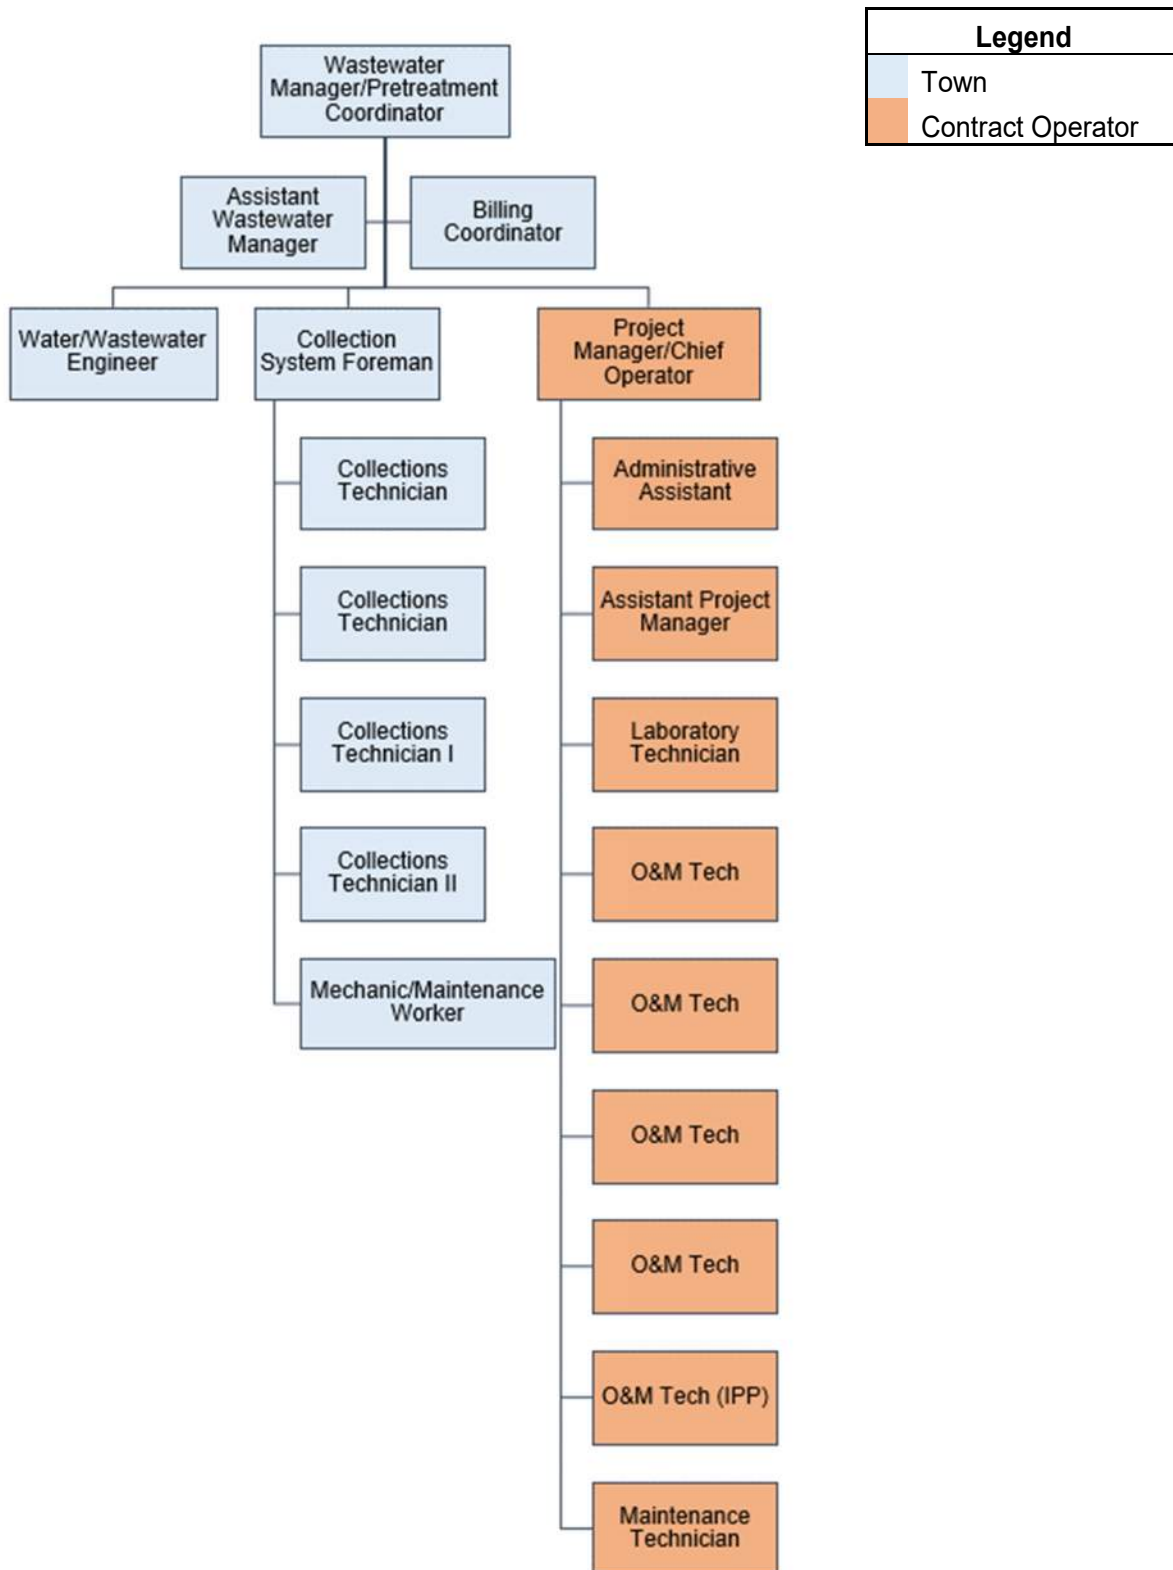 Legend
Town
Contract Operator
Wastewater
Manager/Pretreatment
Coordinator
Assistant
Wastewater
Manager
Billing
Coordinator
Water/Wastewater
Engineer
Collection
System Foreman
Project
Manager/Chief
Operator
Collections
Technician
Collections
Technician
Collections
Technician I
Collections
Technician II
Mechanic/Maintenance
Worker
Administrative
Assistant
Assistant Project
Manager
Laboratory
Technician
O&M Tech
O&M Tech
O&M Tech
O&M Tech
O&M Tech (IPP)
Maintenance
Technician